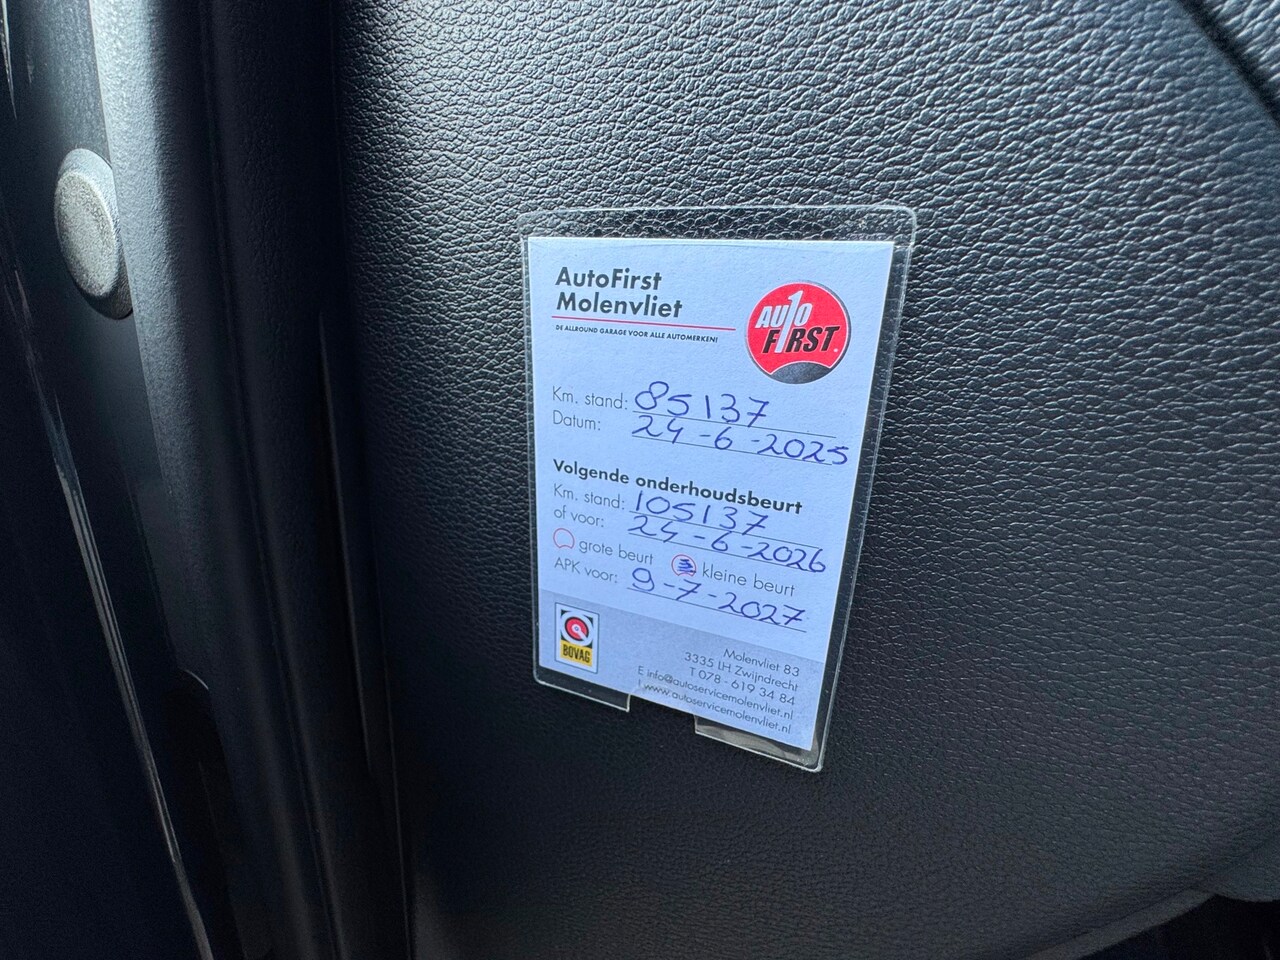 AutoFirst
Molenvliet
DE ALLROUND GARAGE VOOR ALLE AUTOMERKEN!
AUTO
FIRST
Km. stand: 85137
Datum: 24-6-2025
Volgende onderhoudsbeurt
Km. stand: 105137
of voor: 24-6-2026
grote beurt kleine beurt
APK voor: 9-7-2027
BOVAG
Molenvliet 83
3335 LH Zwijndrecht
T 078 - 619 34 84
E info@autoservicemolenvliet.nl
I www.autoservicemolenvliet.nl